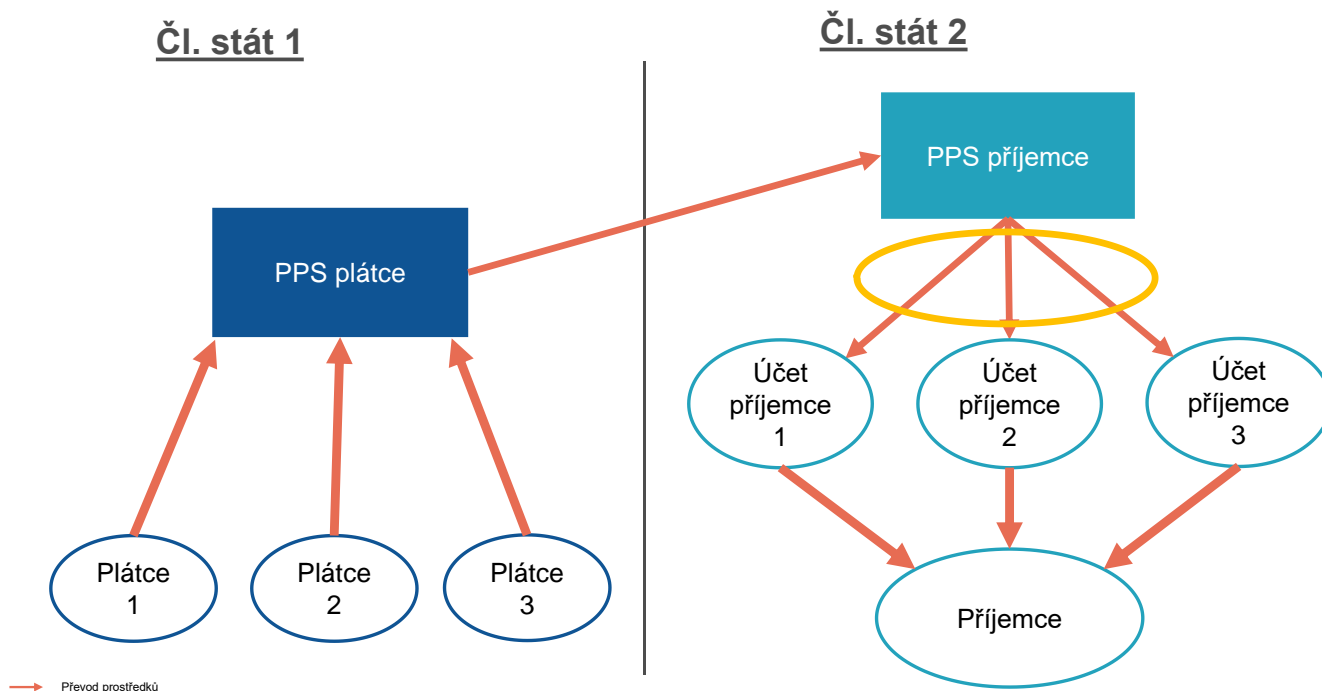 Čl. stát 1
Čl. stát 2
PPS příjemce
PPS plátce
Účet
příjemce
1
Účet
příjemce
2
Účet
příjemce
3
Plátce
1
Plátce
2
Plátce
3
Příjemce
Převod prostředků